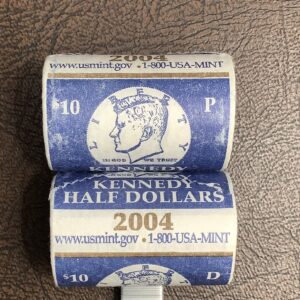 2004
www.usmint.gov • 1-800-USA-MINT
$10 P
LIBERTY
IN GOD WE TRUST
KENNEDY
KENNEDY
HALF DOLLARS
2004
www.usmint.gov • 1-800-USA-MINT
$10 D